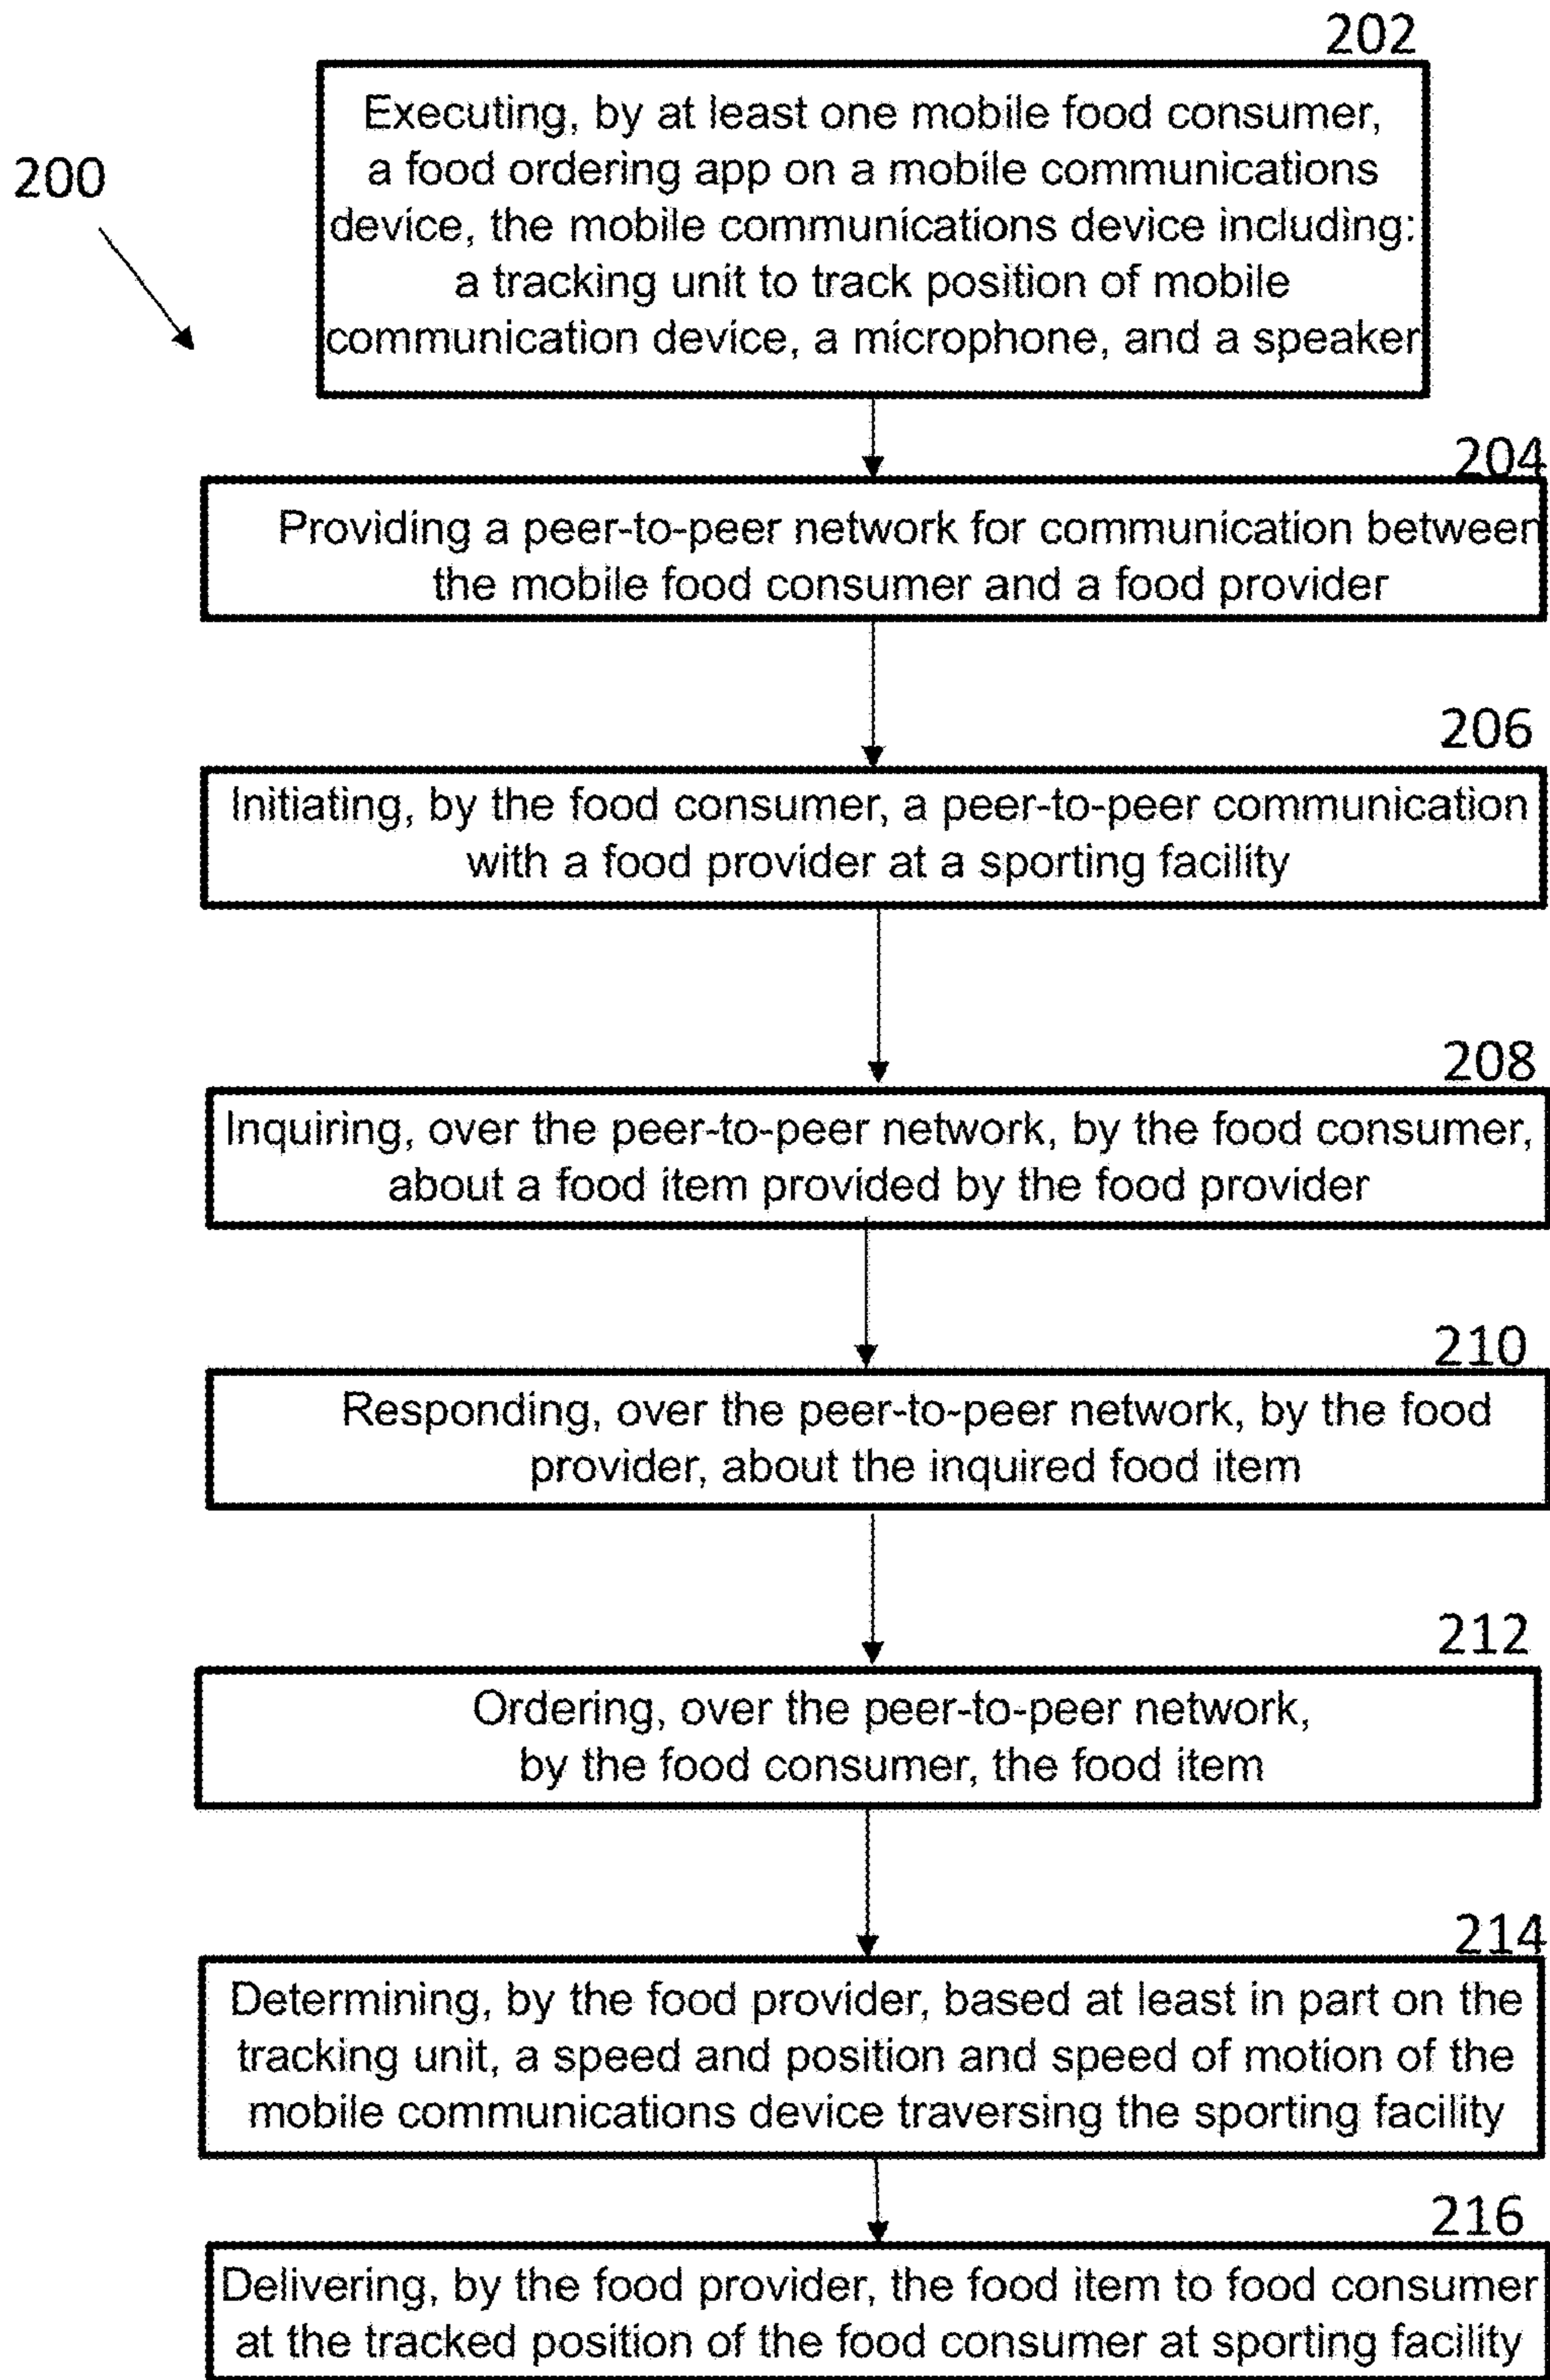 202
Executing, by at least one mobile food consumer,
200
a food ordering app on a mobile communications
device, the mobile communications device including:
a tracking unit to track position of mobile
communication device, a microphone, and a speaker
204
Providing a peer-to-peer network for communication between
the mobile food consumer and a food provider
206
Initiating, by the food consumer, a peer-to-peer communication
with a food provider at a sporting facility
208
Inquiring, over the peer-to-peer network, by the food consumer,
about a food item provided by the food provider
210
Responding, over the peer-to-peer network, by the food
provider, about the inquired food item
212
Ordering, over the peer-to-peer network,
by the food consumer, the food item
214
Determining, by the food provider, based at least in part on the
tracking unit, a speed and position and speed of motion of the
mobile communications device traversing the sporting facility
216
Delivering, by the food provider, the food item to food consumer
at the tracked position of the food consumer at sporting facility